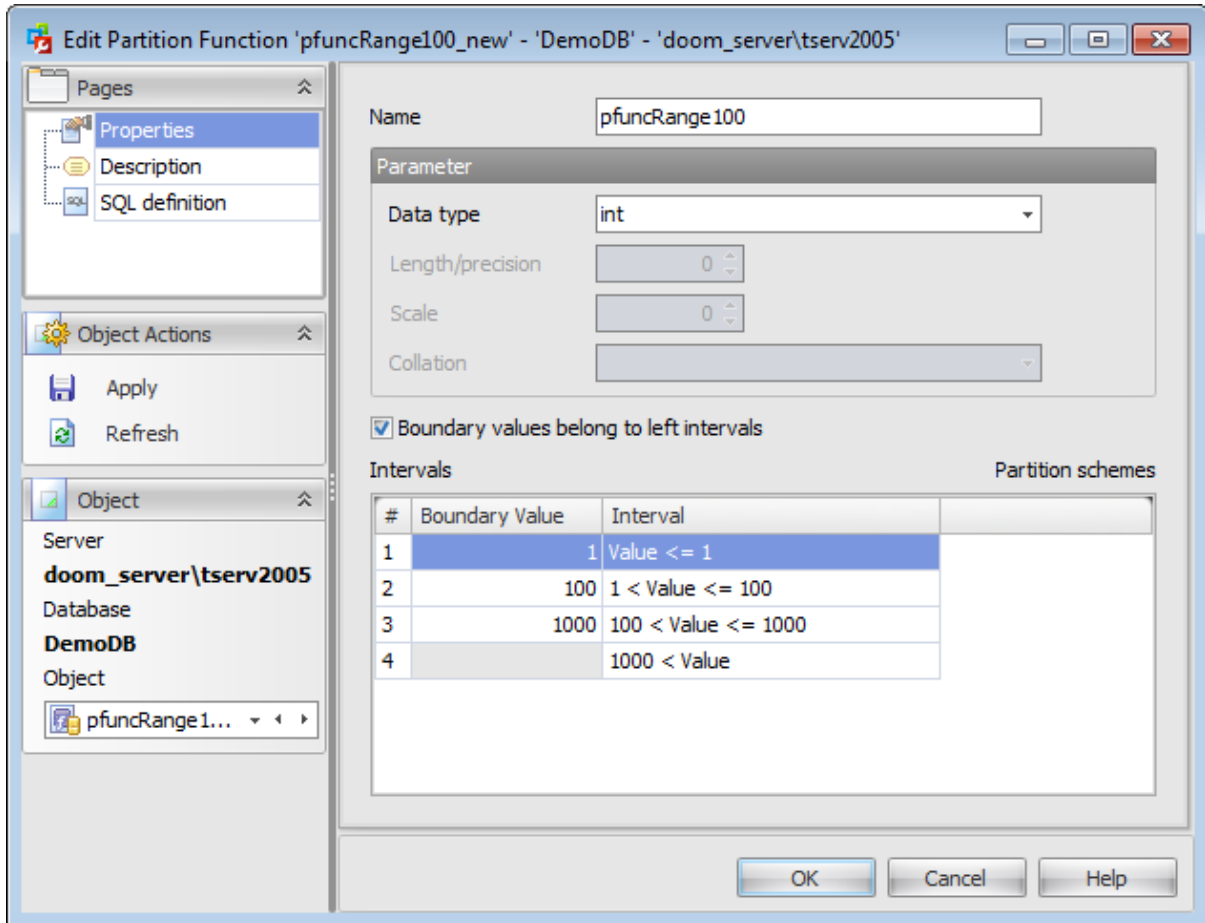 Edit Partition Function 'pfuncRange100_new' - 'DemoDB' - 'doom_server\tserv2005'
Pages
Properties
Description
SQL
SQL definition
Object Actions
Apply
Refresh
Object
Server
doom_server\tserv2005
Database
DemoDB
Object
pfuncRange1...
Name pfuncRange100
Parameter
Data type int
Length/precision 0
Scale 0
Collation
Boundary values belong to left intervals
Intervals Partition schemes
# Boundary Value Interval
1 1 Value <= 1
2 100 1 < Value <= 100
3 1000 100 < Value <= 1000
4 1000 < Value
OK Cancel Help